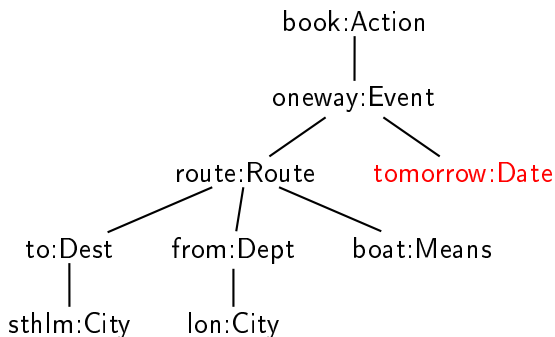 book:Action
oneway:Event
route:Route tomorrow:Date
to:Dest from:Dept boat:Means
sthlm:City lon:City